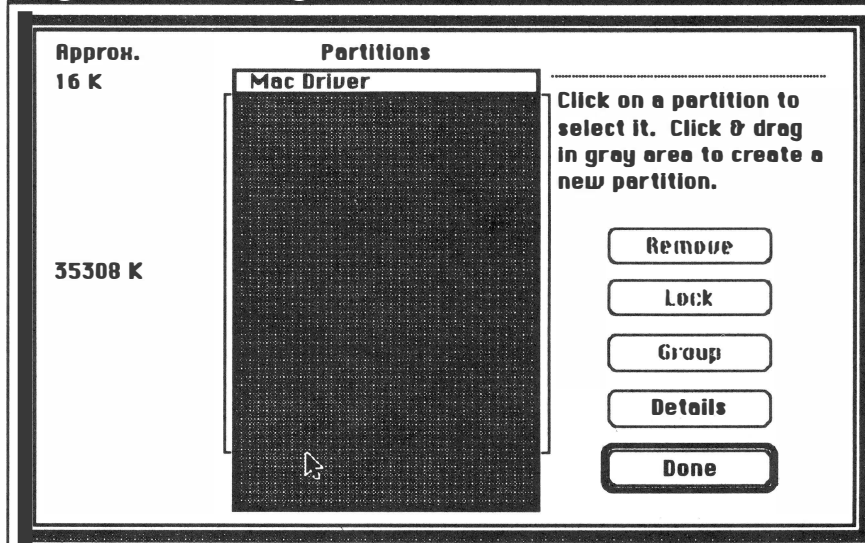 Approx.
Partitions
16 K
Mac Driver
Click on a partition to
select it. Click & drag
in gray area to create a
new partition.
35308 K
Remove
Lock
Group
Details
Done